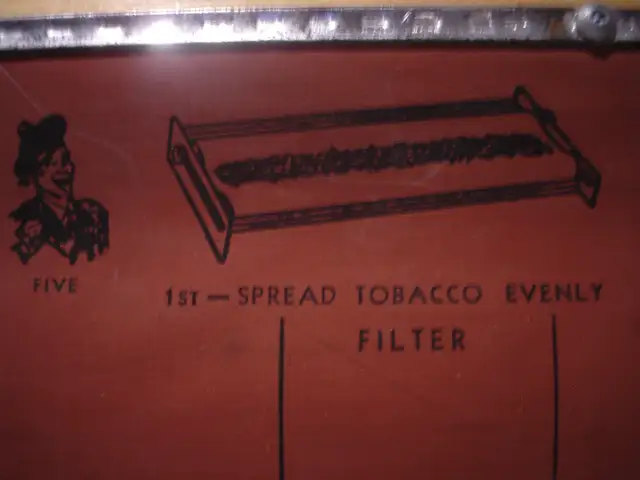 FIVE
1ST — SPREAD TOBACCO EVENLY
FILTER